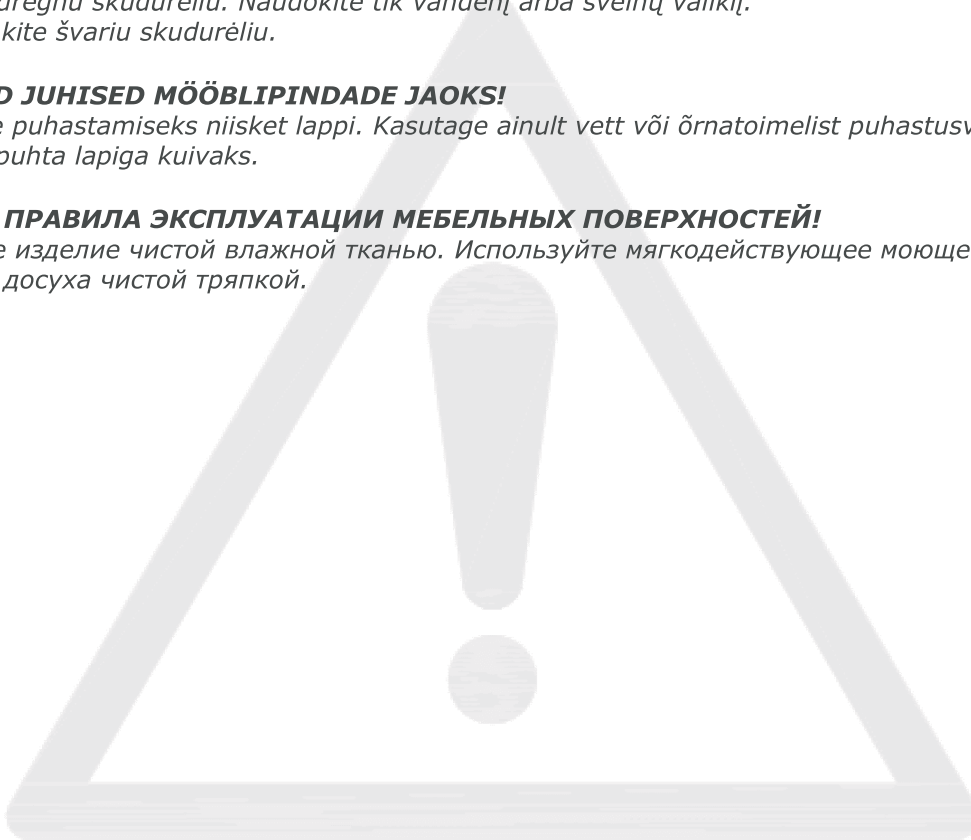 skudurėliu. Naudokite tik vandenį arba švelnų valiklį.
kite švariu skudurėliu.
D JUHISED MÖÖBLIPINDADE JAOKS!
e puhastamiseks niisket lappi. Kasutage ainult vett või õrnatoimelist puhastusv
puhta lapiga kuivaks.
ПРАВИЛА ЭКСПЛУАТАЦИИ МЕБЕЛЬНЫХ ПОВЕРХНОСТЕЙ!
е изделие чистой влажной тканью. Используйте мягкодействующее моюще
досуха чистой тряпкой.